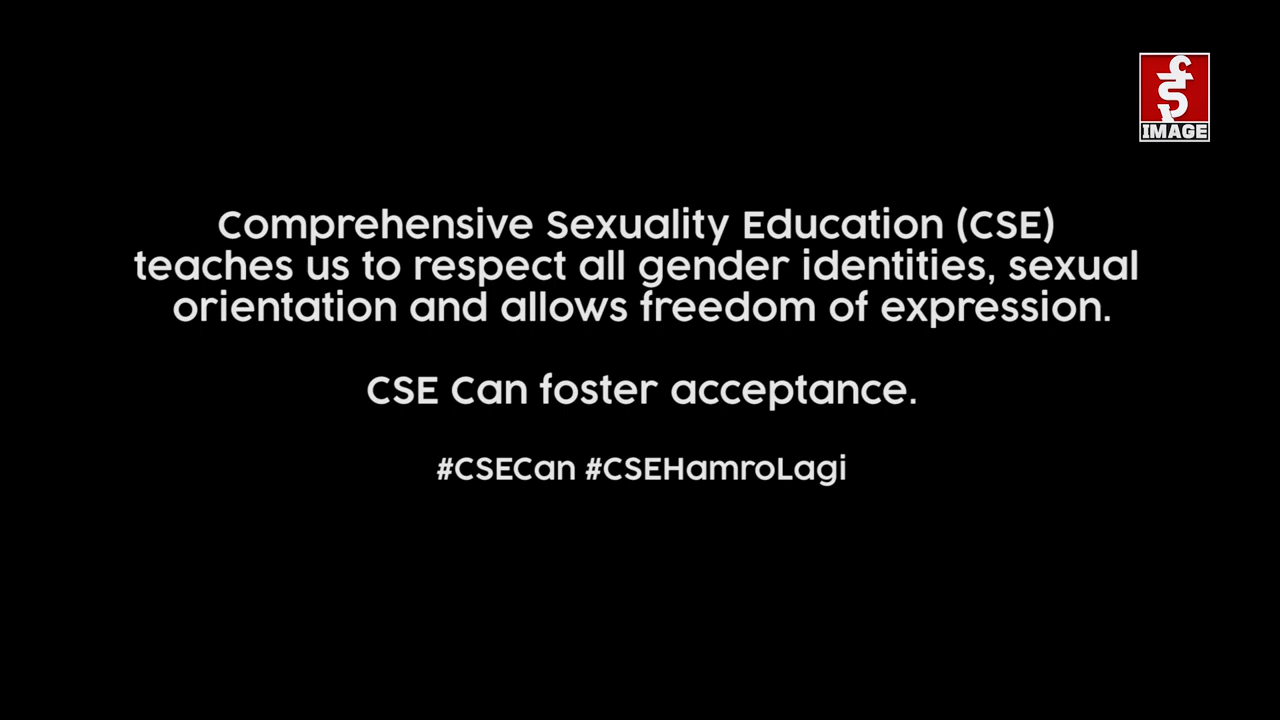 IMAGE
Comprehensive Sexuality Education (CSE)
teaches us to respect all gender identities, sexual
orientation and allows freedom of expression.
CSE Can foster acceptance.
#CSECan #CSEHamroLagi